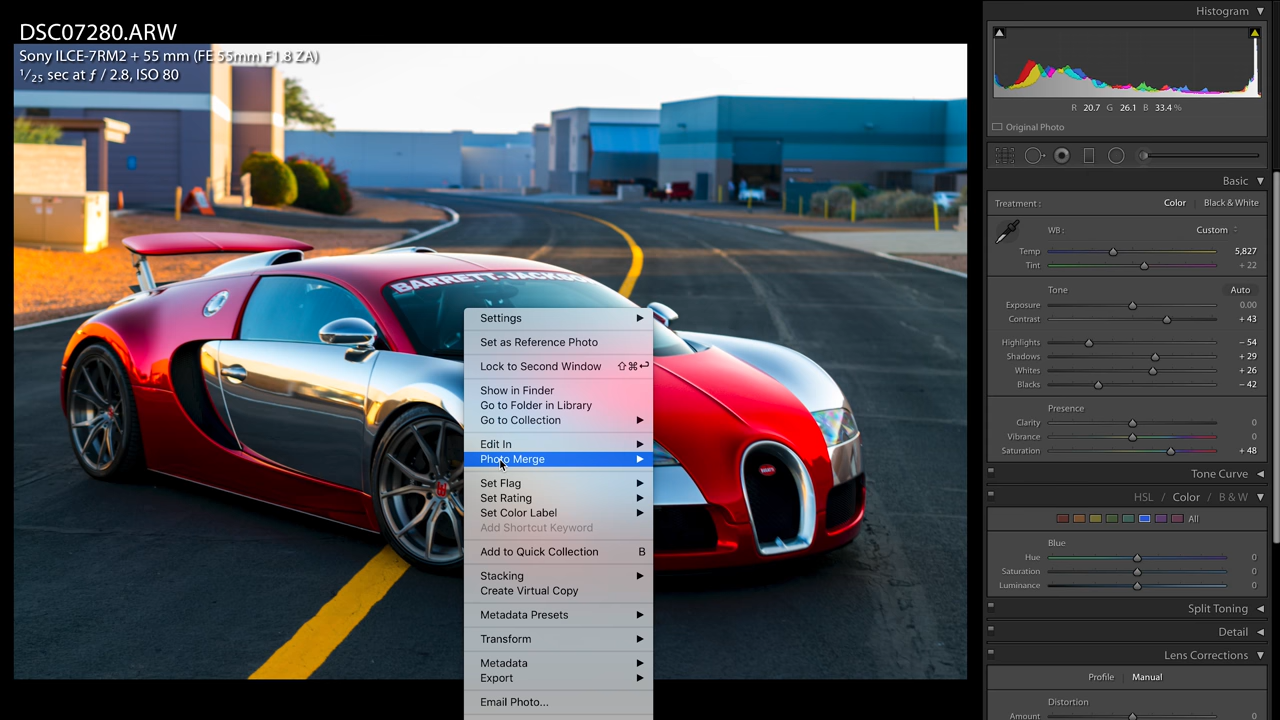 DSC07280.ARW
Sony ILCE-7RM2 + 55 mm (FE 55mm F1.8 ZA)
1/25 sec at ƒ / 2.8, ISO 80
BARRETT-JACKSON
Settings
Set as Reference Photo
Lock to Second Window ⇧⌘↩
Show in Finder
Go to Folder in Library
Go to Collection
Edit In
Photo Merge
Set Flag
Set Rating
Set Color Label
Add Shortcut Keyword
Add to Quick Collection B
Stacking
Create Virtual Copy
Metadata Presets
Transform
Metadata
Export
Email Photo...
Histogram
R 20.7 G 26.1 B 33.4 %
Original Photo
Basic
Treatment : Color | Black & White
WB : Custom
Temp 5,827
Tint + 22
Tone Auto
Exposure 0.00
Contrast + 43
Highlights − 54
Shadows + 29
Whites + 26
Blacks − 42
Presence
Clarity 0
Vibrance 0
Saturation + 48
Tone Curve
HSL / Color / B & W
All
Blue
Hue 0
Saturation 0
Luminance 0
Split Toning
Detail
Lens Corrections
Profile | Manual
Distortion
Amount 0